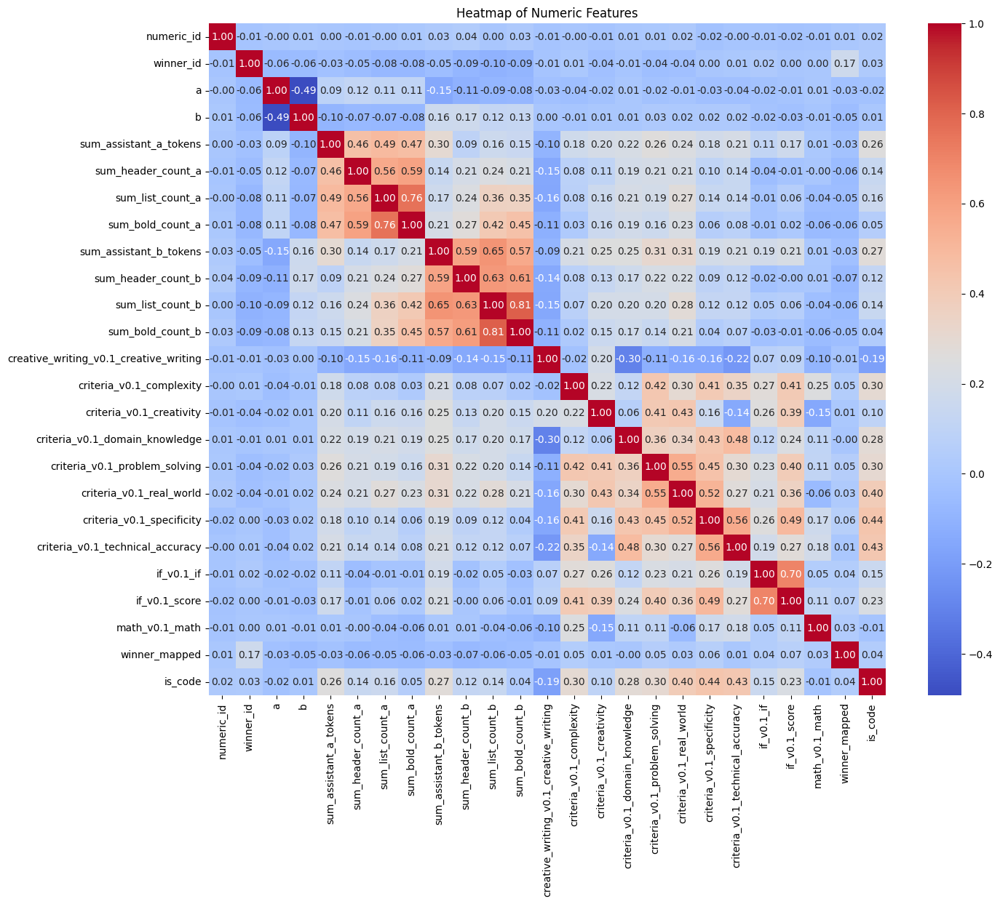 Heatmap of Numeric Features
numeric_id 1.00 -0.01 -0.00 0.01 0.00 -0.01 -0.00 0.01 0.03 0.04 0.00 0.03 -0.01 -0.00 -0.01 0.01 0.01 0.02 -0.02 -0.00 -0.01 -0.02 -0.01 0.01 0.02
winner_id -0.01 1.00 -0.06 -0.06 -0.03 -0.05 -0.08 -0.08 -0.05 -0.09 -0.10 -0.09 -0.01 0.01 -0.04 -0.01 -0.04 -0.04 0.00 0.01 0.02 0.00 0.00 0.17 0.03
a -0.00 -0.06 1.00 -0.49 0.09 0.12 0.11 0.11 -0.15 -0.11 -0.09 -0.08 -0.03 -0.04 -0.02 0.01 -0.02 -0.01 -0.03 -0.04 -0.02 -0.01 0.01 -0.03 -0.02
b 0.01 -0.06 -0.49 1.00 -0.10 -0.07 -0.07 -0.08 0.16 0.17 0.12 0.13 0.00 -0.01 0.01 0.01 0.03 0.02 0.02 0.02 -0.02 -0.03 -0.01 -0.05 0.01
sum_assistant_a_tokens 0.00 -0.03 0.09 -0.10 1.00 0.46 0.49 0.47 0.30 0.09 0.16 0.15 -0.10 0.18 0.20 0.22 0.26 0.24 0.18 0.21 0.11 0.17 0.01 -0.03 0.26
sum_header_count_a -0.01 -0.05 0.12 -0.07 0.46 1.00 0.56 0.59 0.14 0.21 0.24 0.21 -0.15 0.08 0.11 0.19 0.21 0.21 0.10 0.14 -0.04 -0.01 -0.00 -0.06 0.14
sum_list_count_a -0.00 -0.08 0.11 -0.07 0.49 0.56 1.00 0.76 0.17 0.24 0.36 0.35 -0.16 0.08 0.16 0.21 0.19 0.27 0.14 0.14 -0.01 0.06 -0.04 -0.05 0.16
sum_bold_count_a 0.01 -0.08 0.11 -0.08 0.47 0.59 0.76 1.00 0.21 0.27 0.42 0.45 -0.11 0.03 0.16 0.19 0.16 0.23 0.06 0.08 -0.01 0.02 -0.06 -0.06 0.05
sum_assistant_b_tokens 0.03 -0.05 -0.15 0.16 0.30 0.14 0.17 0.21 1.00 0.59 0.65 0.57 -0.09 0.21 0.25 0.25 0.31 0.31 0.19 0.21 0.19 0.21 0.01 -0.03 0.27
sum_header_count_b 0.04 -0.09 -0.11 0.17 0.09 0.21 0.24 0.27 0.59 1.00 0.63 0.61 -0.14 0.08 0.13 0.17 0.22 0.22 0.09 0.12 -0.02 -0.00 0.01 -0.07 0.12
sum_list_count_b 0.00 -0.10 -0.09 0.12 0.16 0.24 0.36 0.42 0.65 0.63 1.00 0.81 -0.15 0.07 0.20 0.20 0.20 0.28 0.12 0.12 0.05 0.06 -0.04 -0.06 0.14
sum_bold_count_b 0.03 -0.09 -0.08 0.13 0.15 0.21 0.35 0.45 0.57 0.61 0.81 1.00 -0.11 0.02 0.15 0.17 0.14 0.21 0.04 0.07 -0.03 -0.01 -0.06 -0.05 0.04
creative_writing_v0.1_creative_writing -0.01 -0.01 -0.03 0.00 -0.10 -0.15 -0.16 -0.11 -0.09 -0.14 -0.15 -0.11 1.00 -0.02 0.20 -0.30 -0.11 -0.16 -0.16 -0.22 0.07 0.09 -0.10 -0.01 -0.19
criteria_v0.1_complexity -0.00 0.01 -0.04 -0.01 0.18 0.08 0.08 0.03 0.21 0.08 0.07 0.02 -0.02 1.00 0.22 0.12 0.42 0.30 0.41 0.35 0.27 0.41 0.25 0.05 0.30
criteria_v0.1_creativity -0.01 -0.04 -0.02 0.01 0.20 0.11 0.16 0.16 0.25 0.13 0.20 0.15 0.20 0.22 1.00 0.06 0.41 0.43 0.16 -0.14 0.26 0.39 -0.15 0.01 0.10
criteria_v0.1_domain_knowledge 0.01 -0.01 0.01 0.01 0.22 0.19 0.21 0.19 0.25 0.17 0.20 0.17 -0.30 0.12 0.06 1.00 0.36 0.34 0.43 0.48 0.12 0.24 0.11 -0.00 0.28
criteria_v0.1_problem_solving 0.01 -0.04 -0.02 0.03 0.26 0.21 0.19 0.16 0.31 0.22 0.20 0.14 -0.11 0.42 0.41 0.36 1.00 0.55 0.45 0.30 0.23 0.40 0.11 0.05 0.30
criteria_v0.1_real_world 0.02 -0.04 -0.01 0.02 0.24 0.21 0.27 0.23 0.31 0.22 0.28 0.21 -0.16 0.30 0.43 0.34 0.55 1.00 0.52 0.27 0.21 0.36 -0.06 0.03 0.40
criteria_v0.1_specificity -0.02 0.00 -0.03 0.02 0.18 0.10 0.14 0.06 0.19 0.09 0.12 0.04 -0.16 0.41 0.16 0.43 0.45 0.52 1.00 0.56 0.26 0.49 0.17 0.06 0.44
criteria_v0.1_technical_accuracy -0.00 0.01 -0.04 0.02 0.21 0.14 0.14 0.08 0.21 0.12 0.12 0.07 -0.22 0.35 -0.14 0.48 0.30 0.27 0.56 1.00 0.19 0.27 0.18 0.01 0.43
if_v0.1_if -0.01 0.02 -0.02 -0.02 0.11 -0.04 -0.01 -0.01 0.19 -0.02 0.05 -0.03 0.07 0.27 0.26 0.12 0.23 0.21 0.26 0.19 1.00 0.70 0.05 0.04 0.15
if_v0.1_score -0.02 0.00 -0.01 -0.03 0.17 -0.01 0.06 0.02 0.21 -0.00 0.06 -0.01 0.09 0.41 0.39 0.24 0.40 0.36 0.49 0.27 0.70 1.00 0.11 0.07 0.23
math_v0.1_math -0.01 0.00 0.01 -0.01 0.01 -0.00 -0.04 -0.06 0.01 0.01 -0.04 -0.06 -0.10 0.25 -0.15 0.11 0.11 -0.06 0.17 0.18 0.05 0.11 1.00 0.03 -0.01
winner_mapped 0.01 0.17 -0.03 -0.05 -0.03 -0.06 -0.05 -0.06 -0.03 -0.07 -0.06 -0.05 -0.01 0.05 0.01 -0.00 0.05 0.03 0.06 0.01 0.04 0.07 0.03 1.00 0.04
is_code 0.02 0.03 -0.02 0.01 0.26 0.14 0.16 0.05 0.27 0.12 0.14 0.04 -0.19 0.30 0.10 0.28 0.30 0.40 0.44 0.43 0.15 0.23 -0.01 0.04 1.00
numeric_id
winner_id
a
b
sum_assistant_a_tokens
sum_header_count_a
sum_list_count_a
sum_bold_count_a
sum_assistant_b_tokens
sum_header_count_b
sum_list_count_b
sum_bold_count_b
creative_writing_v0.1_creative_writing
criteria_v0.1_complexity
criteria_v0.1_creativity
criteria_v0.1_domain_knowledge
criteria_v0.1_problem_solving
criteria_v0.1_real_world
criteria_v0.1_specificity
criteria_v0.1_technical_accuracy
if_v0.1_if
if_v0.1_score
math_v0.1_math
winner_mapped
is_code
1.0
0.8
0.6
0.4
0.2
0.0
−0.2
−0.4